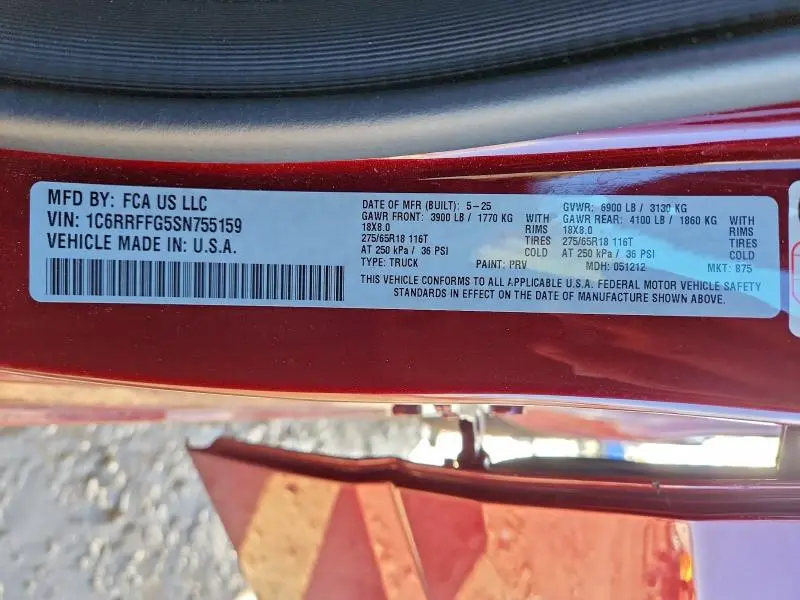 MFD BY: FCA US LLC
VIN: 1C6RRFFG5SN755159
VEHICLE MADE IN: U.S.A.
DATE OF MFR (BUILT): 5-25 GVWR: 6900 LB / 3130 KG
GAWR FRONT: 3900 LB / 1770 KG WITH GAWR REAR: 4100 LB / 1860 KG WITH
18X8.0 RIMS 18X8.0 RIMS
275/65R18 116T TIRES 275/65R18 116T TIRES
AT 250 kPa / 36 PSI COLD AT 250 kPa / 36 PSI COLD
TYPE: TRUCK PAINT: PRV MDH: 051212 MKT: 875
THIS VEHICLE CONFORMS TO ALL APPLICABLE U.S.A. FEDERAL MOTOR VEHICLE SAFETY
STANDARDS IN EFFECT ON THE DATE OF MANUFACTURE SHOWN ABOVE.